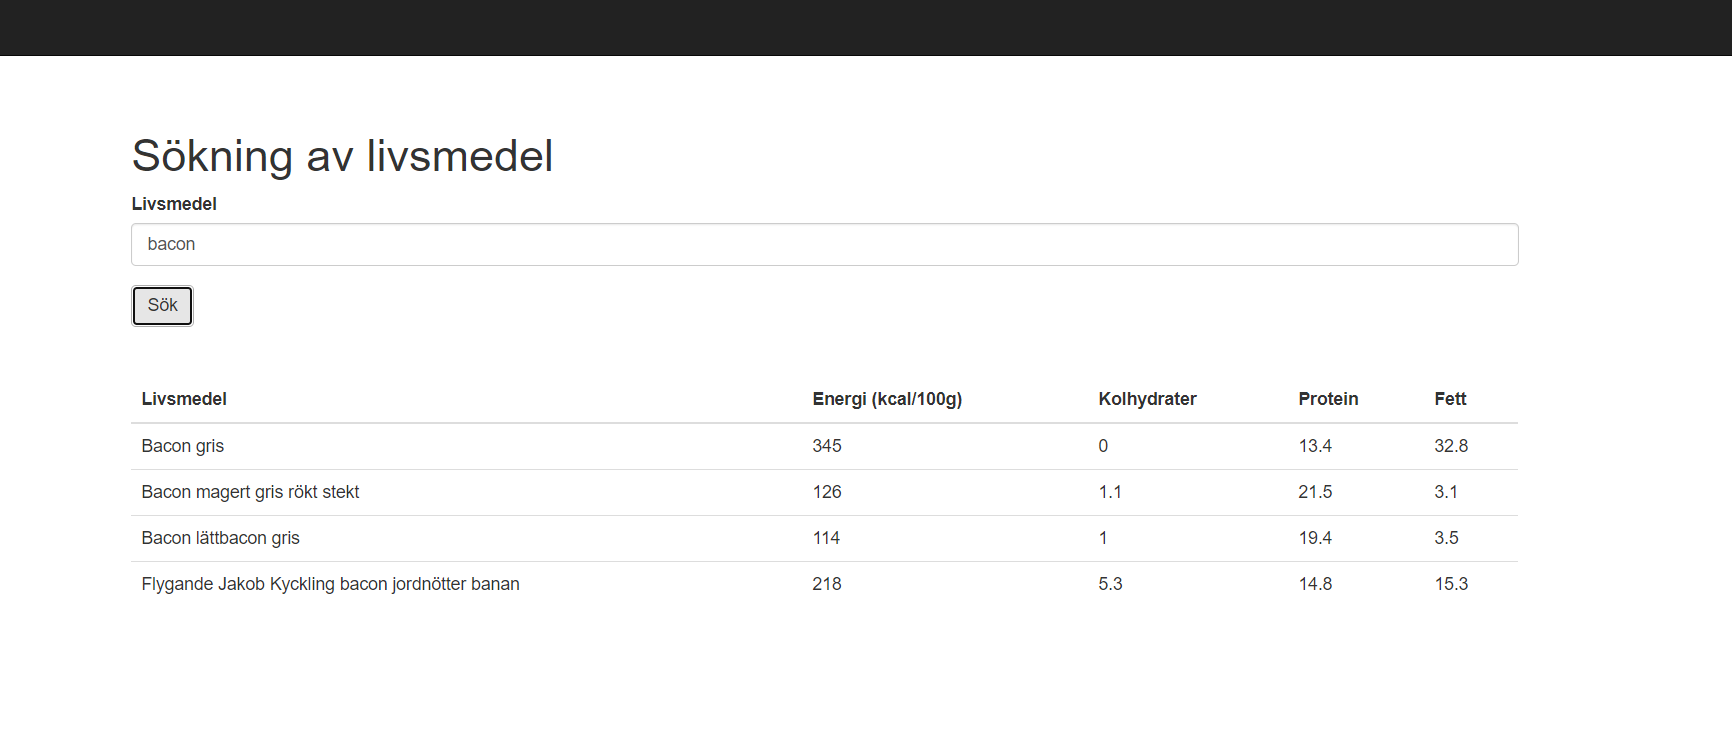 Sökning av livsmedel
Livsmedel
bacon
Sök
Livsmedel Energi (kcal/100g) Kolhydrater Protein Fett
Bacon gris 345 0 13.4 32.8
Bacon magert gris rökt stekt 126 1.1 21.5 3.1
Bacon lättbacon gris 114 1 19.4 3.5
Flygande Jakob Kyckling bacon jordnötter banan 218 5.3 14.8 15.3